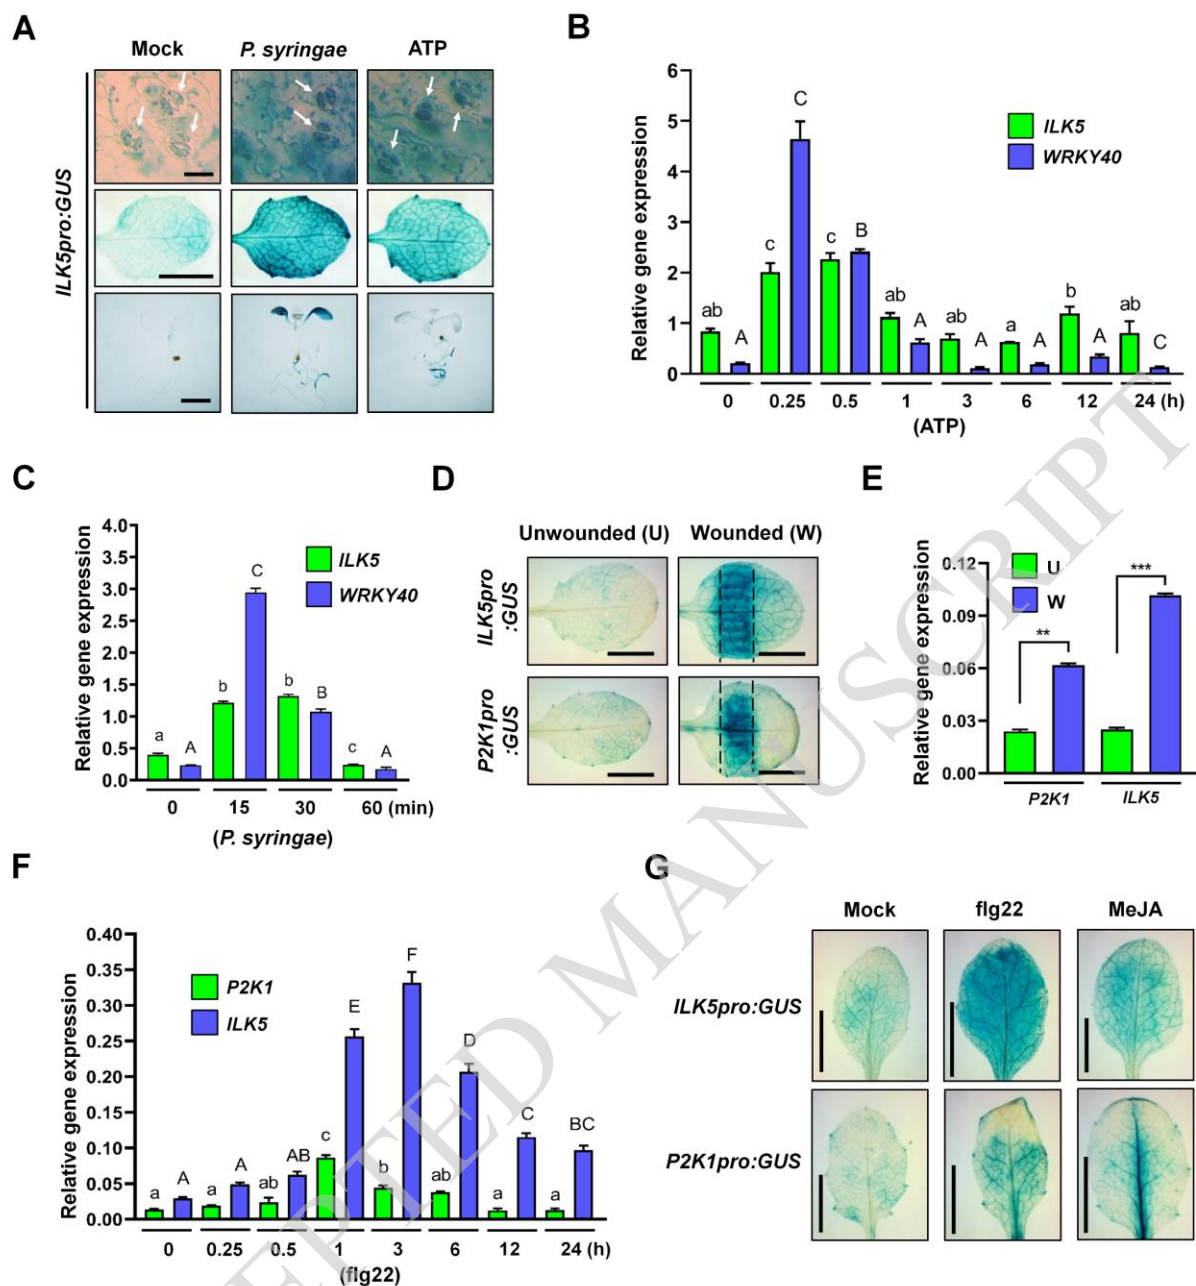 A
Mock
P. syringae
ATP
ILK5pro:GUS
B
Relative gene expression
6
5
4
3
2
1
0
ILK5
WRKY40
ab
A
c
C
c
B
ab
A
ab
A
a
A
b
A
ab
C
0
0.25
0.5
1
3
6
12
24 (h)
(ATP)
C
Relative gene expression
4.0
3.5
3.0
2.5
2.0
1.5
1.0
0.5
0.0
ILK5
WRKY40
a
A
b
C
b
B
c
A
0
15
30
60 (min)
(P. syringae)
D
Unwounded (U)
Wounded (W)
ILK5pro
:GUS
P2K1pro
:GUS
E
Relative gene expression
0.12
0.09
0.06
0.03
0.00
U
W
**
***
P2K1
ILK5
F
Relative gene expression
0.40
0.35
0.30
0.25
0.20
0.15
0.10
0.05
0.00
P2K1
ILK5
a
A
a
A
ab
AB
c
E
b
F
ab
D
a
C
a
BC
0
0.25
0.5
1
3
6
12
24 (h)
(flg22)
G
Mock
flg22
MeJA
ILK5pro:GUS
P2K1pro:GUS
EPTED MANUSCRIPT